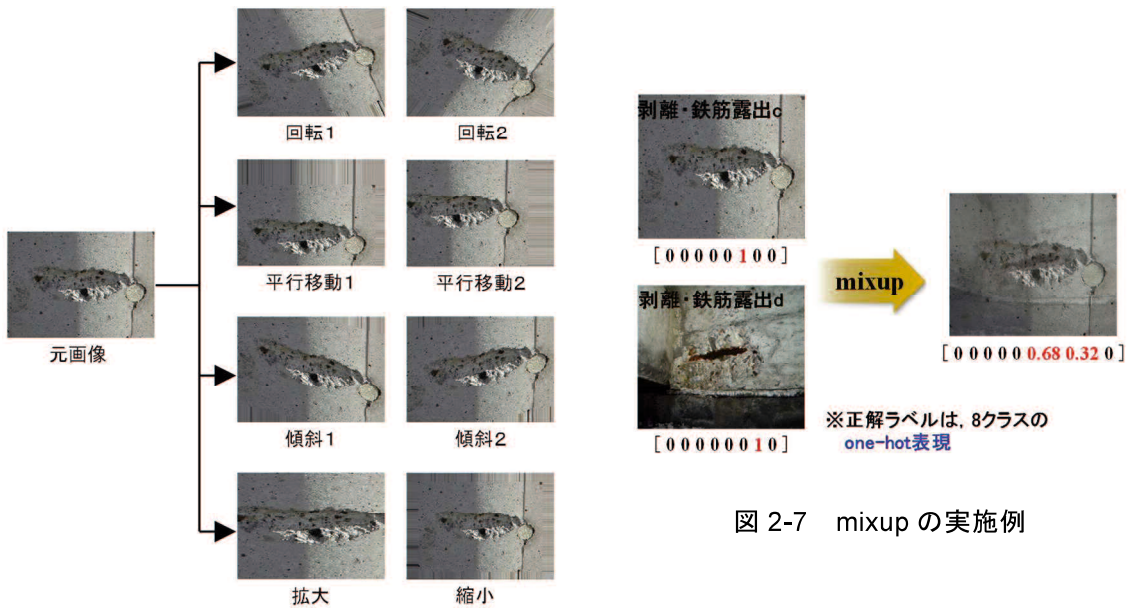 元画像
回転1
回転2
平行移動1
平行移動2
傾斜1
傾斜2
拡大
縮小
剥離・鉄筋露出c
[ 0 0 0 0 0 1 0 0 ]
剥離・鉄筋露出d
[ 0 0 0 0 0 0 1 0 ]
mixup
[ 0 0 0 0 0 0.68 0.32 0 ]
※正解ラベルは,8クラスの
one-hot表現
図 2-7 mixup の実施例